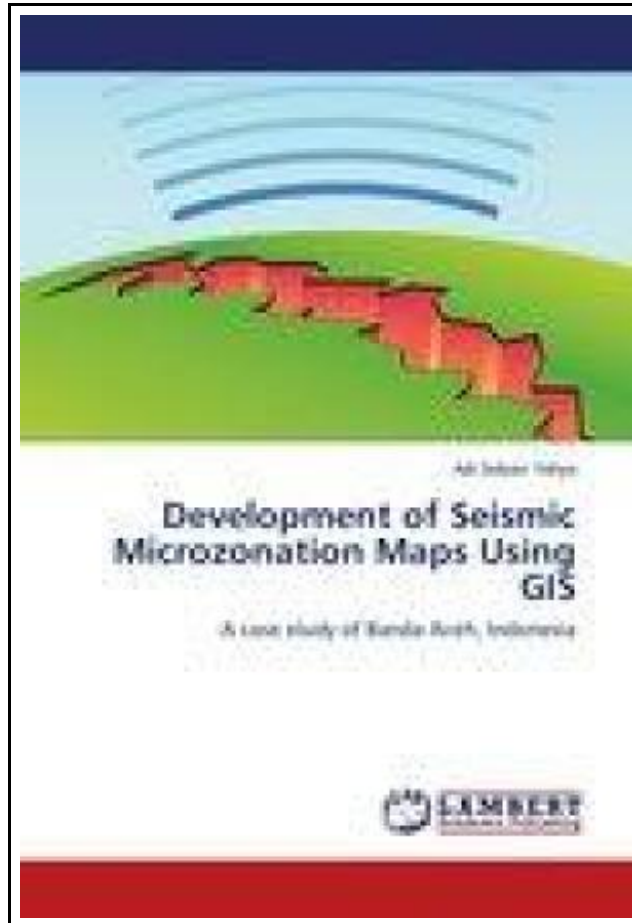 Development of Seismic
Microzonation Maps Using
GIS
A case study of Banda Aceh, Indonesia
LAMBERT